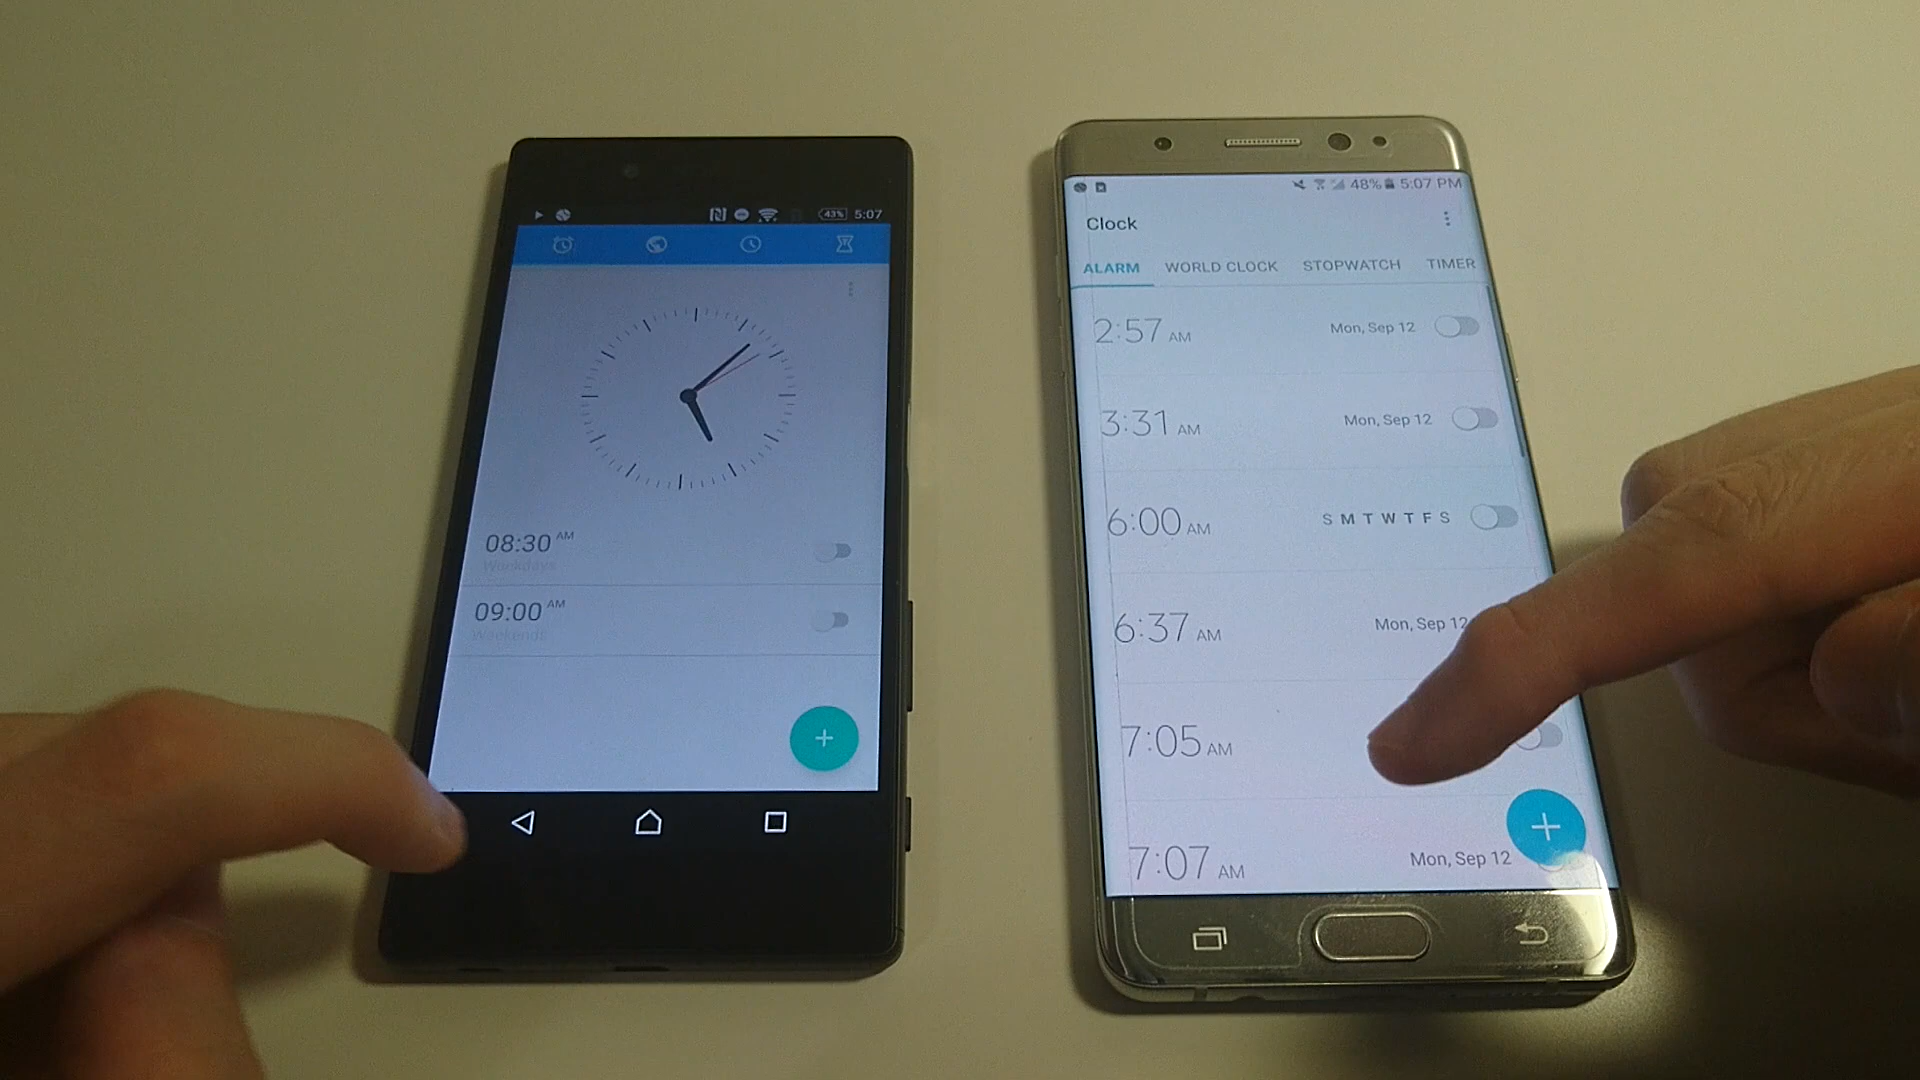 43% 5:07
08:30 AM
Weekdays
09:00 AM
Weekends
48% 5:07 PM
Clock
ALARM WORLD CLOCK STOPWATCH TIMER
2:57 AM Mon, Sep 12
3:31 AM Mon, Sep 12
6:00 AM S M T W T F S
6:37 AM Mon, Sep 12
7:05 AM
7:07 AM Mon, Sep 12